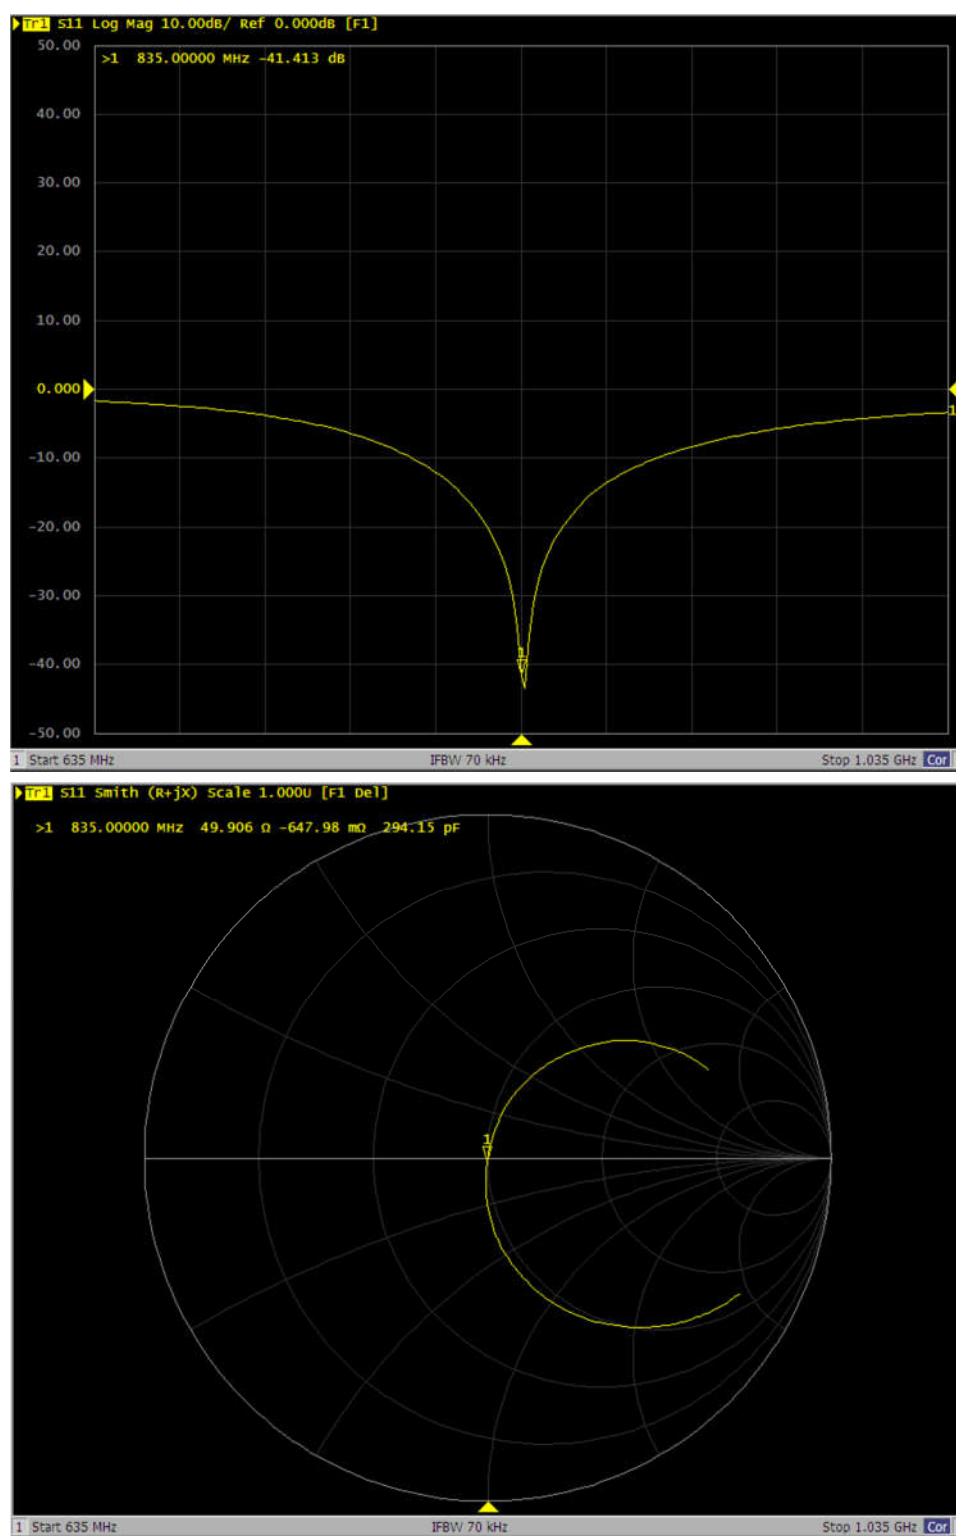 Tr1 S11 Log Mag 10.00dB/ Ref 0.000dB [F1]
50.00
>1 835.00000 MHz -41.413 dB
40.00
30.00
20.00
10.00
0.000
1
-10.00
-20.00
-30.00
1
-40.00
-50.00
1 Start 635 MHz IFBW 70 kHz Stop 1.035 GHz Cor
Tr1 S11 Smith (R+jX) Scale 1.000U [F1 Del]
>1 835.00000 MHz 49.906 Ω -647.98 mΩ 294.15 pF
1
1 Start 635 MHz IFBW 70 kHz Stop 1.035 GHz Cor